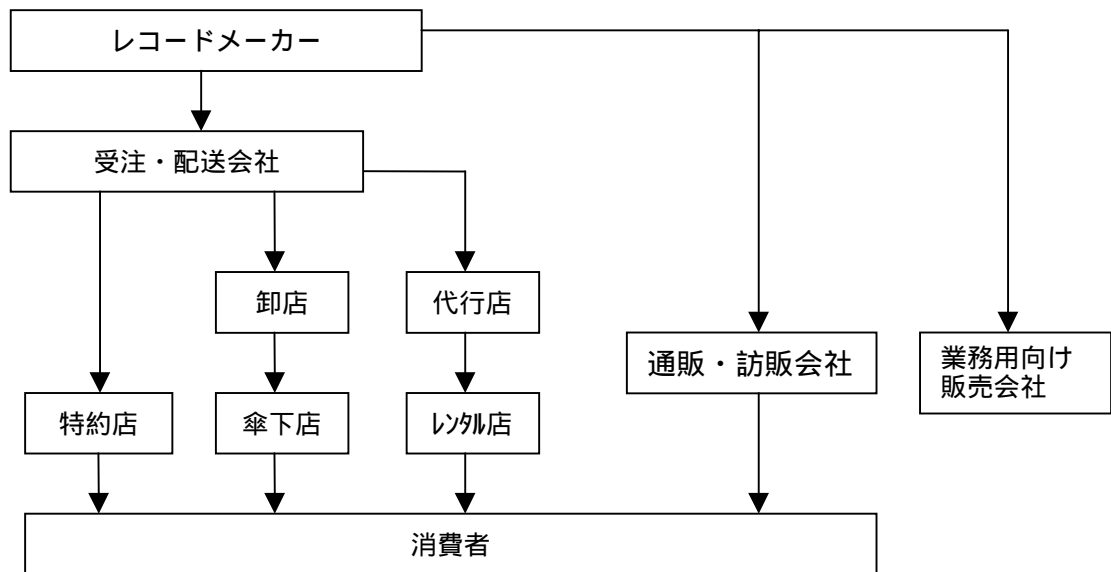 レコードメーカー
受注・配送会社
卸店
代行店
通販・訪販会社
業務用向け
販売会社
特約店
傘下店
ﾚﾝﾀﾙ店
消費者